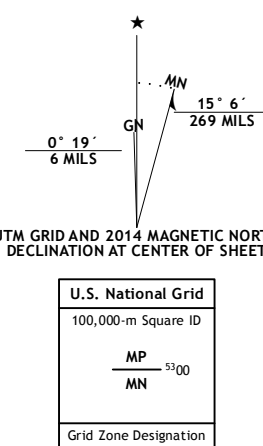 ★
MN
GN
15° 6´
269 MILS
0° 19´
6 MILS
UTM GRID AND 2014 MAGNETIC NORT
DECLINATION AT CENTER OF SHEET
U.S. National Grid
100,000-m Square ID
MP
5300
MN
Grid Zone Designation